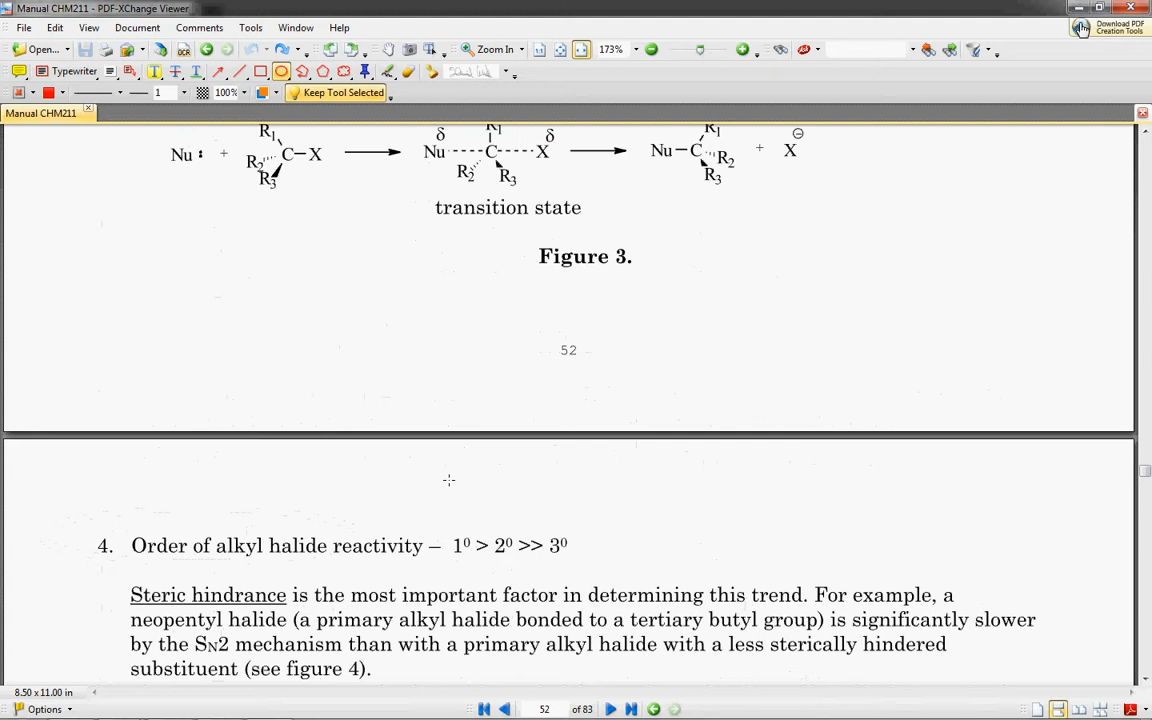 Manual CHM211 - PDF-XChange Viewer
File Edit View Document Comments Tools Window Help
Download PDF Creation Tools
Open... OCR Zoom In 173%
Typewriter
1 100% Keep Tool Selected
Manual CHM211
R1 δ R1 δ R1 ⊖
Nu: + R2 C–X Nu C X Nu–C R2 + X
R3 R2 R3 R3
transition state
Figure 3.
52
4. Order of alkyl halide reactivity – 1⁰ > 2⁰ >> 3⁰
Steric hindrance is the most important factor in determining this trend. For example, a
neopentyl halide (a primary alkyl halide bonded to a tertiary butyl group) is significantly slower
by the SN2 mechanism than with a primary alkyl halide with a less sterically hindered
substituent (see figure 4).
8.50 x 11.00 in
Options 52 of 83